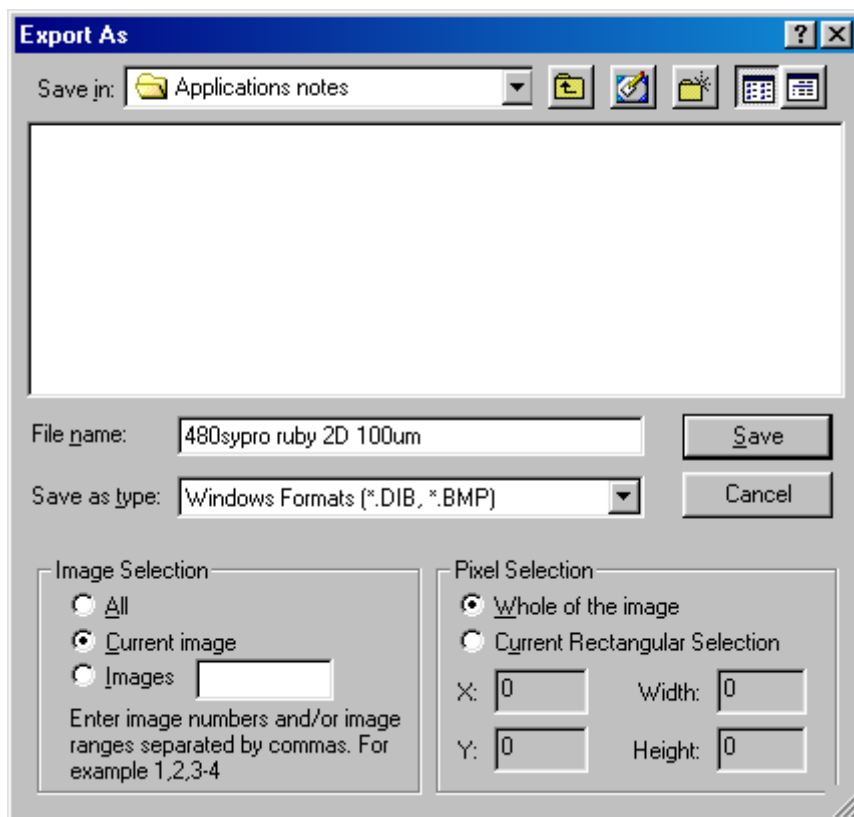 Export As
Save in: Applications notes
File name: 480sypro ruby 2D 100um
Save
Save as type: Windows Formats (*.DIB, *.BMP)
Cancel
Image Selection
All
Current image
Images
Enter image numbers and/or image
ranges separated by commas. For
example 1,2,3-4
Pixel Selection
Whole of the image
Current Rectangular Selection
X: 0 Width: 0
Y: 0 Height: 0